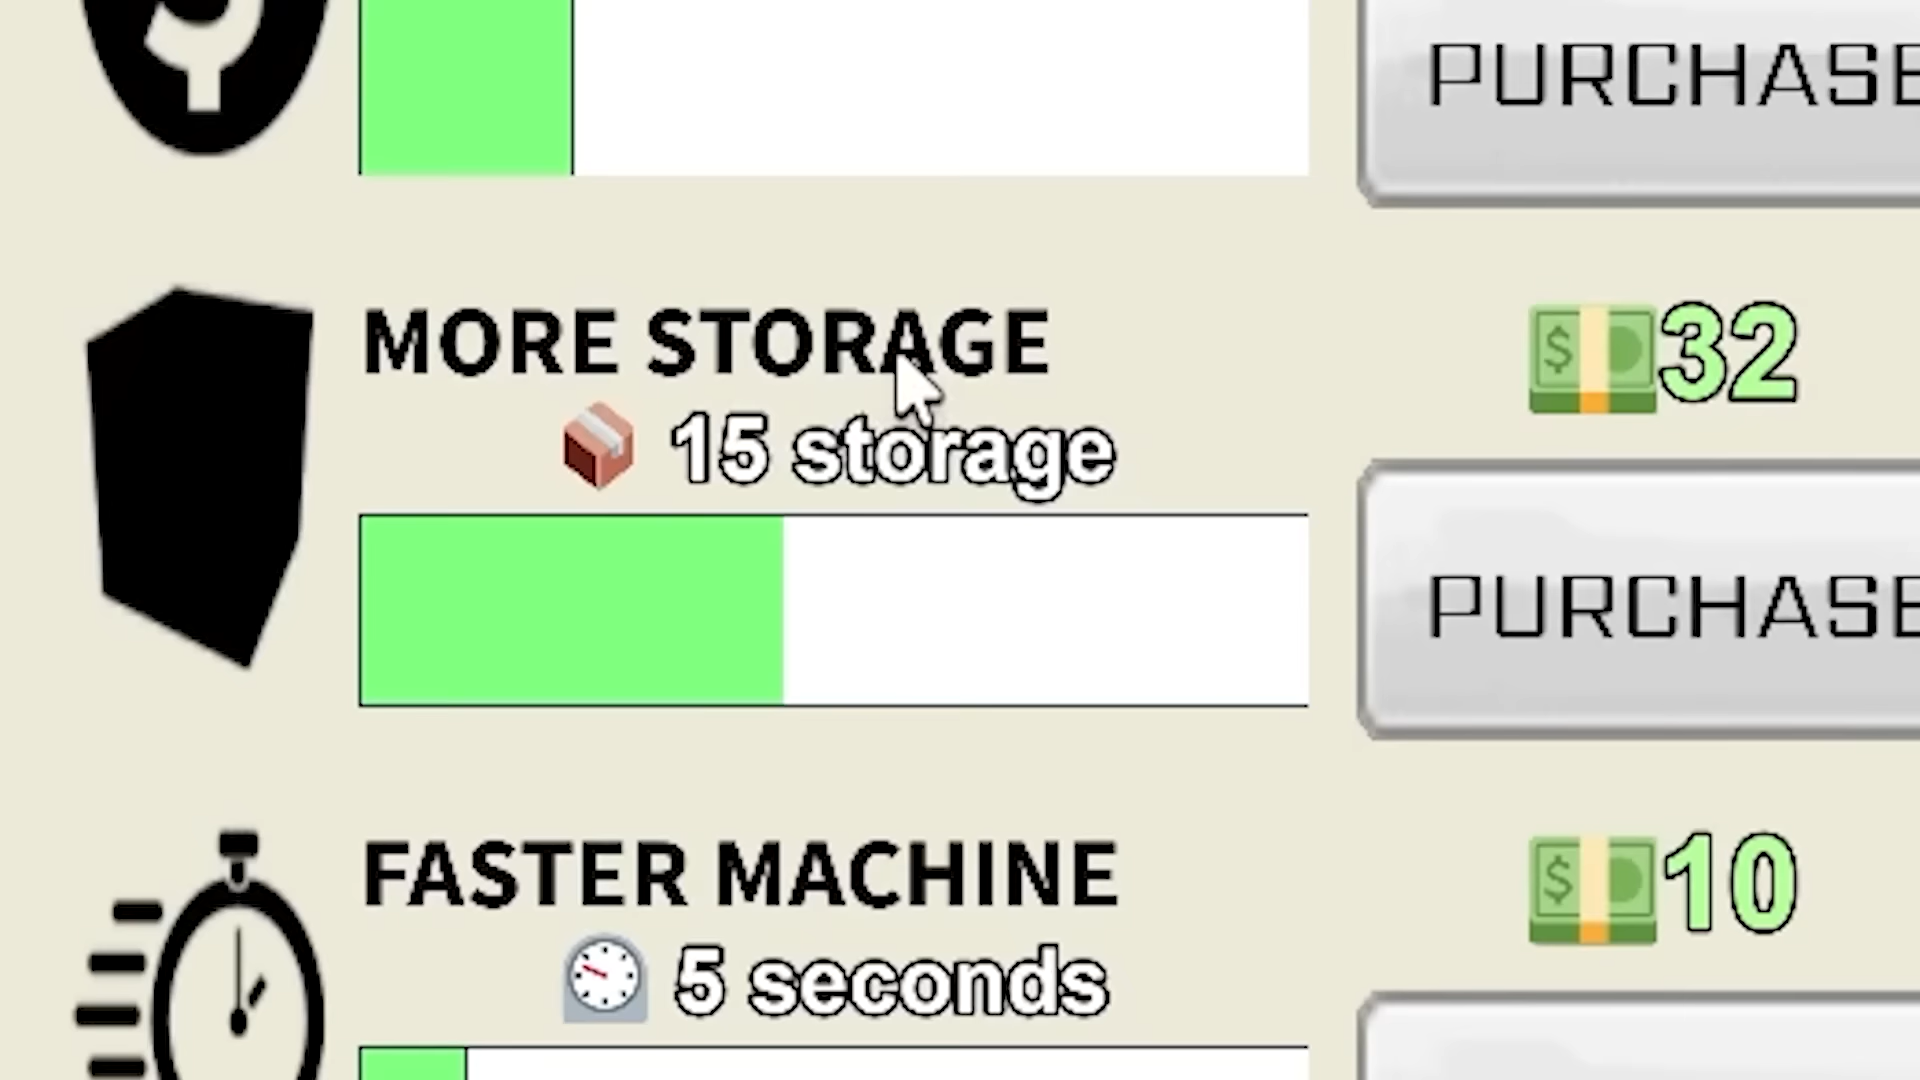 PURCHASE
MORE STORAGE
32
15 storage
PURCHASE
FASTER MACHINE
10
5 seconds